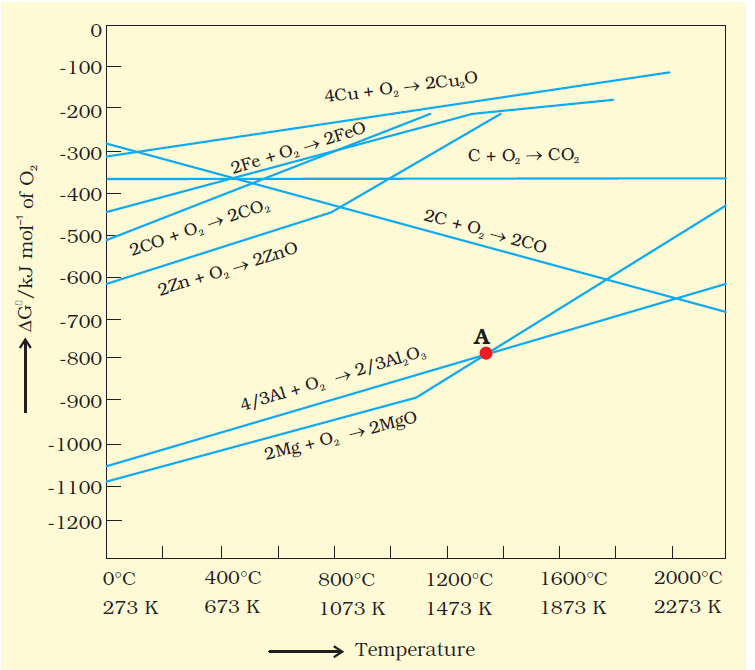 0
-100
-200
-300
-400
-500
-600
-700
-800
-900
-1000
-1100
-1200
ΔG⌷/kJ mol⁻¹ of O₂
4Cu + O₂ → 2Cu₂O
2Fe + O₂ → 2FeO
C + O₂ → CO₂
2CO + O₂ → 2CO₂
2C + O₂ → 2CO
2Zn + O₂ → 2ZnO
A
4/3Al + O₂ → 2/3Al₂O₃
2Mg + O₂ → 2MgO
0°C 400°C 800°C 1200°C 1600°C 2000°C
273 K 673 K 1073 K 1473 K 1873 K 2273 K
Temperature